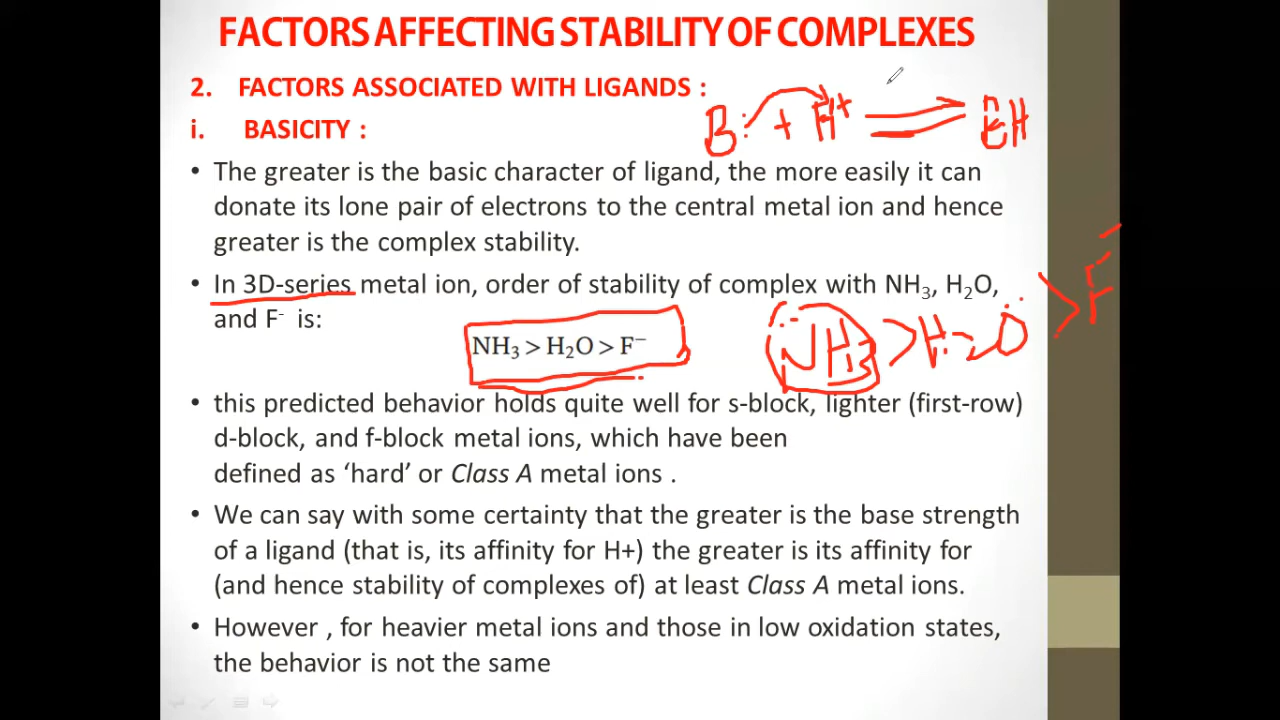 FACTORS AFFECTING STABILITY OF COMPLEXES
2. FACTORS ASSOCIATED WITH LIGANDS :
i. BASICITY :
B: + H+ ⇌
• The greater is the basic character of ligand, the more easily it can
donate its lone pair of electrons to the central metal ion and hence
greater is the complex stability.
• In 3D-series metal ion, order of stability of complex with NH₃, H₂O,
and F⁻ is:
NH₃ > H₂O > F⁻
NH3 > H2O > F⁻
• this predicted behavior holds quite well for s-block, lighter (first-row)
d-block, and f-block metal ions, which have been
defined as ‘hard’ or Class A metal ions .
• We can say with some certainty that the greater is the base strength
of a ligand (that is, its affinity for H+) the greater is its affinity for
(and hence stability of complexes of) at least Class A metal ions.
• However , for heavier metal ions and those in low oxidation states,
the behavior is not the same